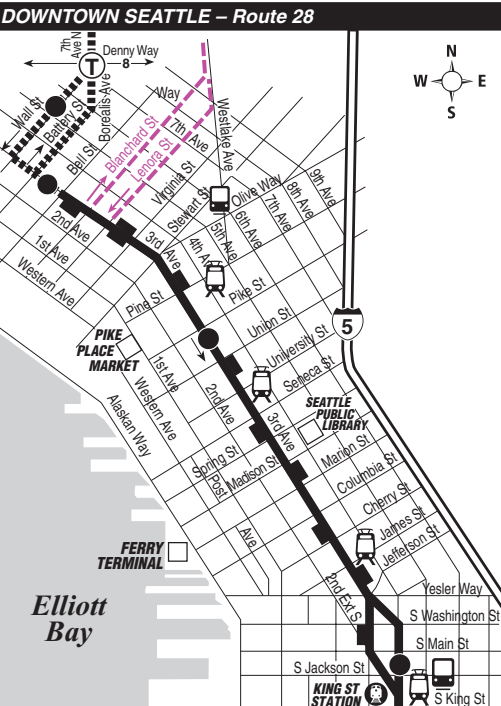 DOWNTOWN SEATTLE – Route 28
7th
Ave N
Denny Way
8
T
N
W
E
S
Wall St
Battery St
Borealis Ave
Bell St
Way
Blanchard St
7th Ave
Lenora St
Westlake Ave
Virginia St
Stewart St
Olive Way
9th Ave
8th Ave
7th Ave
6th Ave
5th Ave
4th Ave
3rd Ave
2nd Ave
1st Ave
Western Ave
Pine St
Pike St
Union St
5
PIKE
PLACE
MARKET
University St
Seneca St
1st Ave
Western Ave
Alaskan Way
2nd Ave
3rd Ave
SEATTLE
PUBLIC
LIBRARY
Spring St
Post
Madison St
Marion St
Columbia St
Cherry St
James St
Jefferson St
Ave
FERRY
TERMINAL
Elliott
Bay
2nd Ext S
Yesler Way
S Washington St
S Main St
S Jackson St
KING ST
STATION
S King St